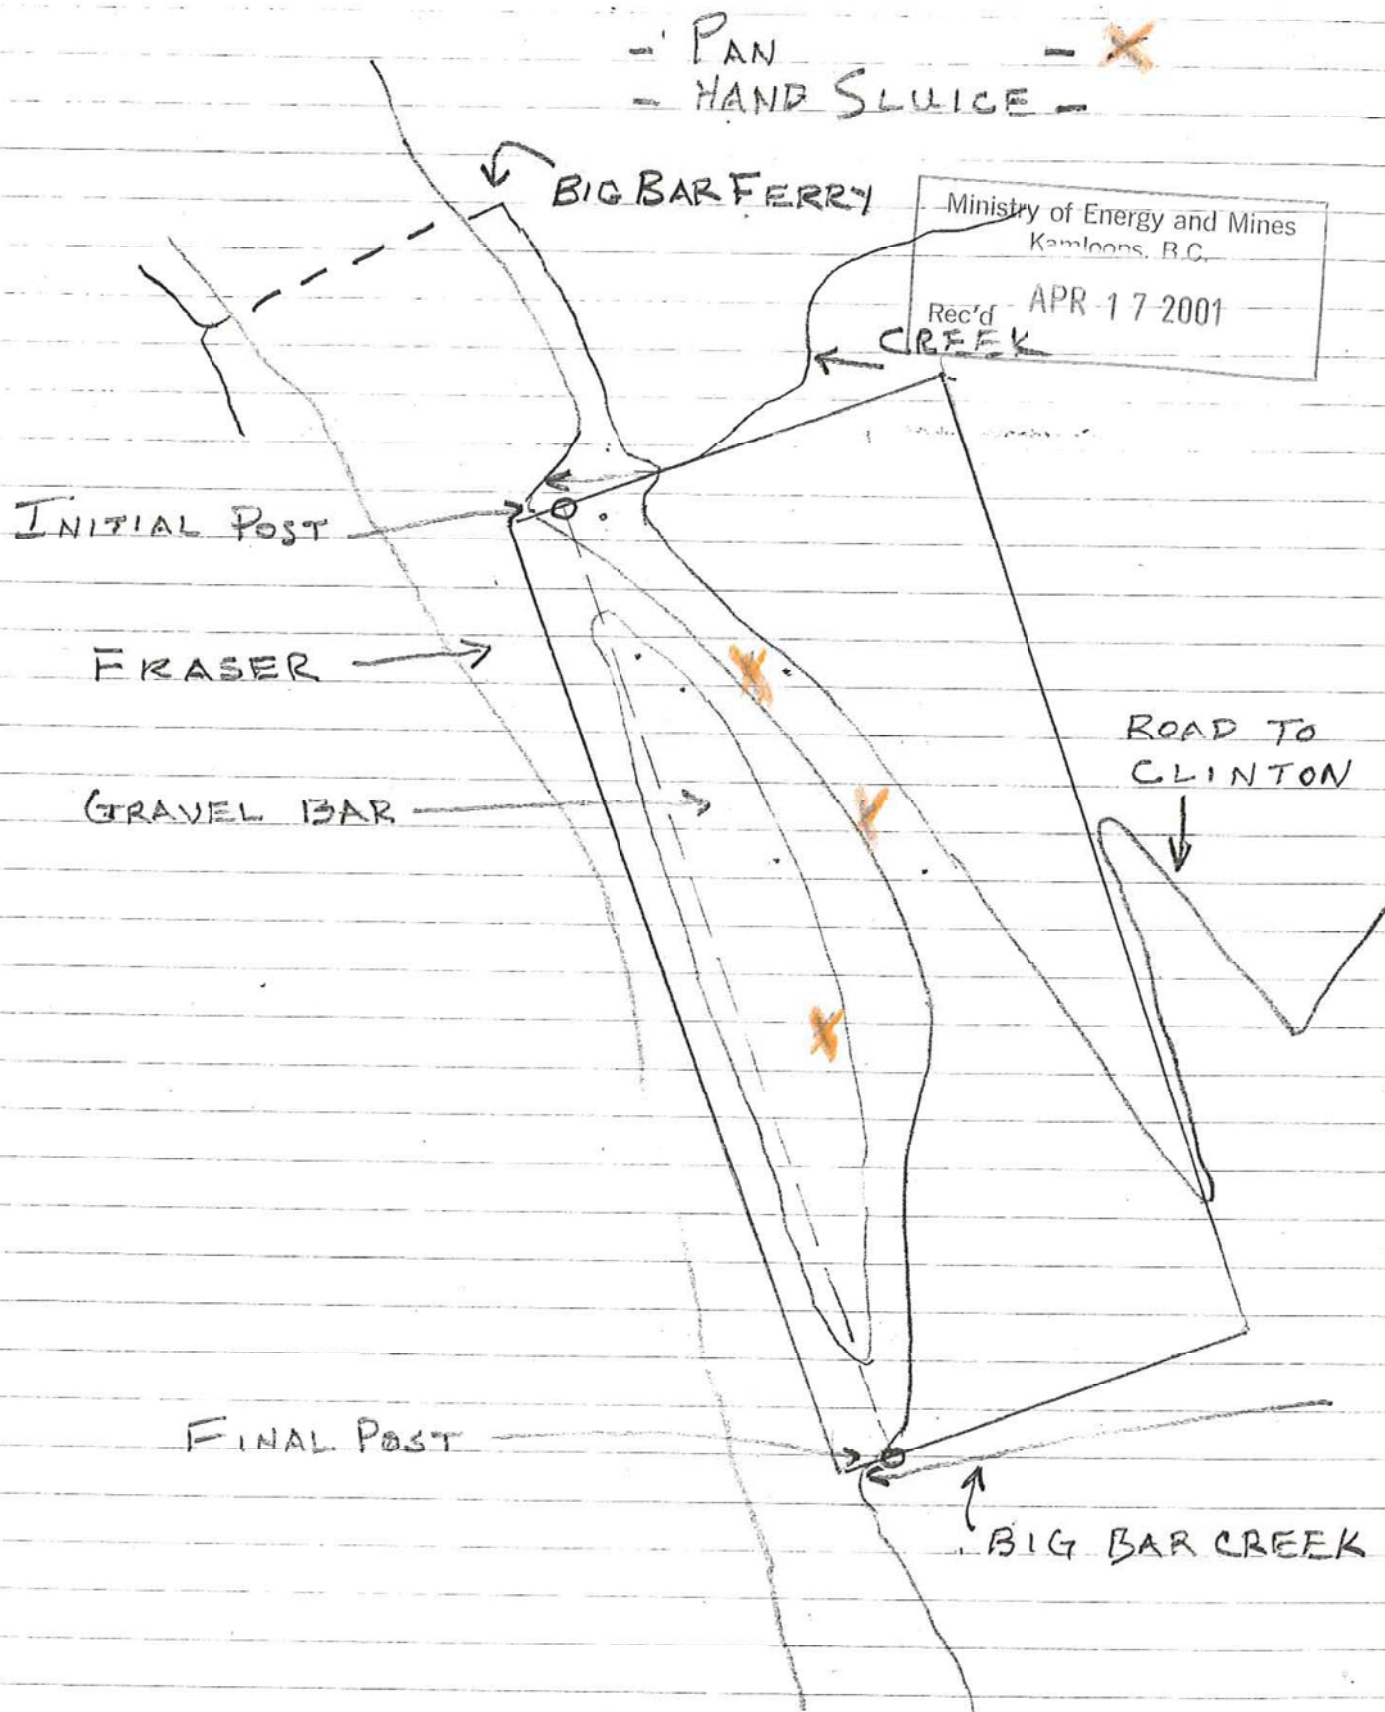 - PAN - X
- HAND SLUICE -
BIG BAR FERRY
Ministry of Energy and Mines
Kamloops, B.C.
Rec'd APR 17 2001
CREEK
INITIAL POST
FRASER
ROAD TO
CLINTON
GRAVEL BAR
FINAL POST
BIG BAR CREEK